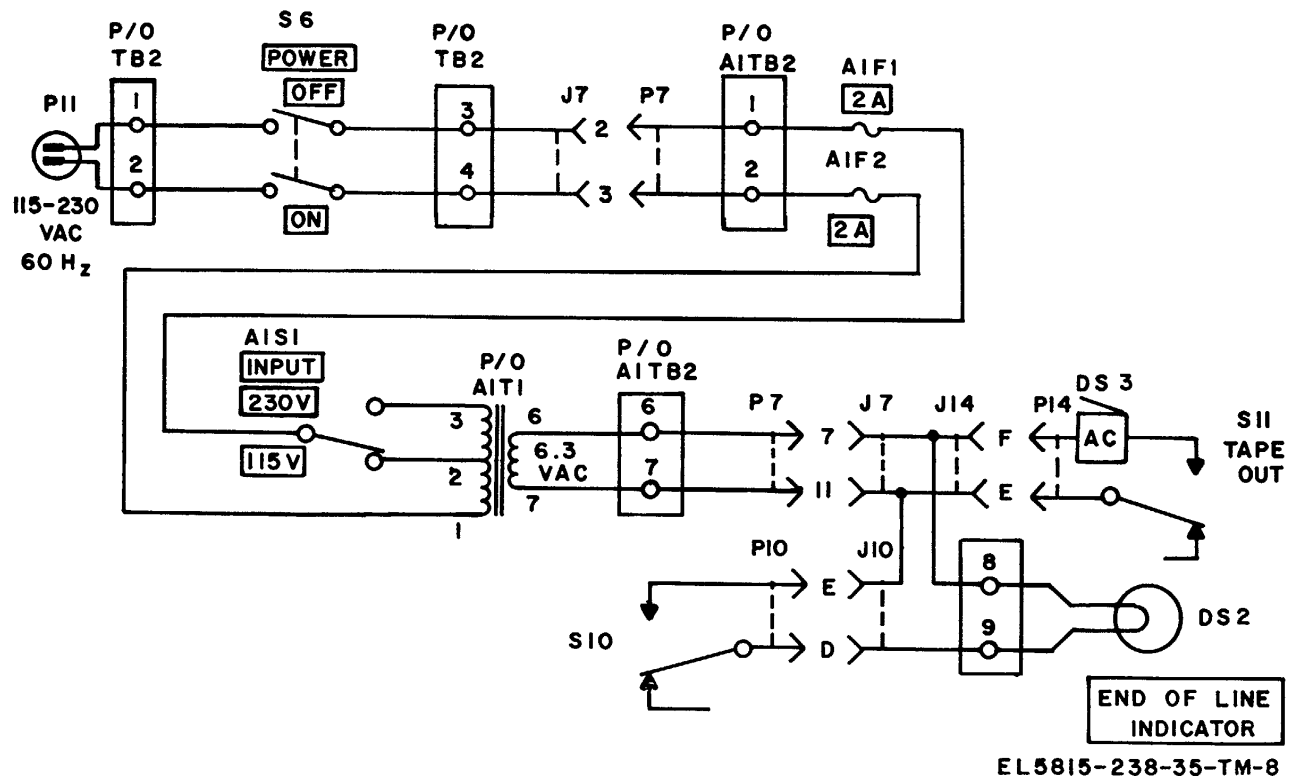 S6
P/O
TB2
POWER
P/O
TB2
P/O
A1TB2
A1F1
OFF
2A
P11
1
3
J7
P7
1
2
2
4
A1F2
2
3
ON
2A
115-230
VAC
60 Hz
A1S1
INPUT
230V
115V
P/O
A1T1
P/O
A1TB2
3
2
1
6
6.3
VAC
7
6
7
P7
J7
J14
P14
DS3
AC
S11
TAPE
OUT
7
F
11
E
P10
J10
E
D
8
9
S10
DS2
END OF LINE
INDICATOR
EL5815-238-35-TM-8